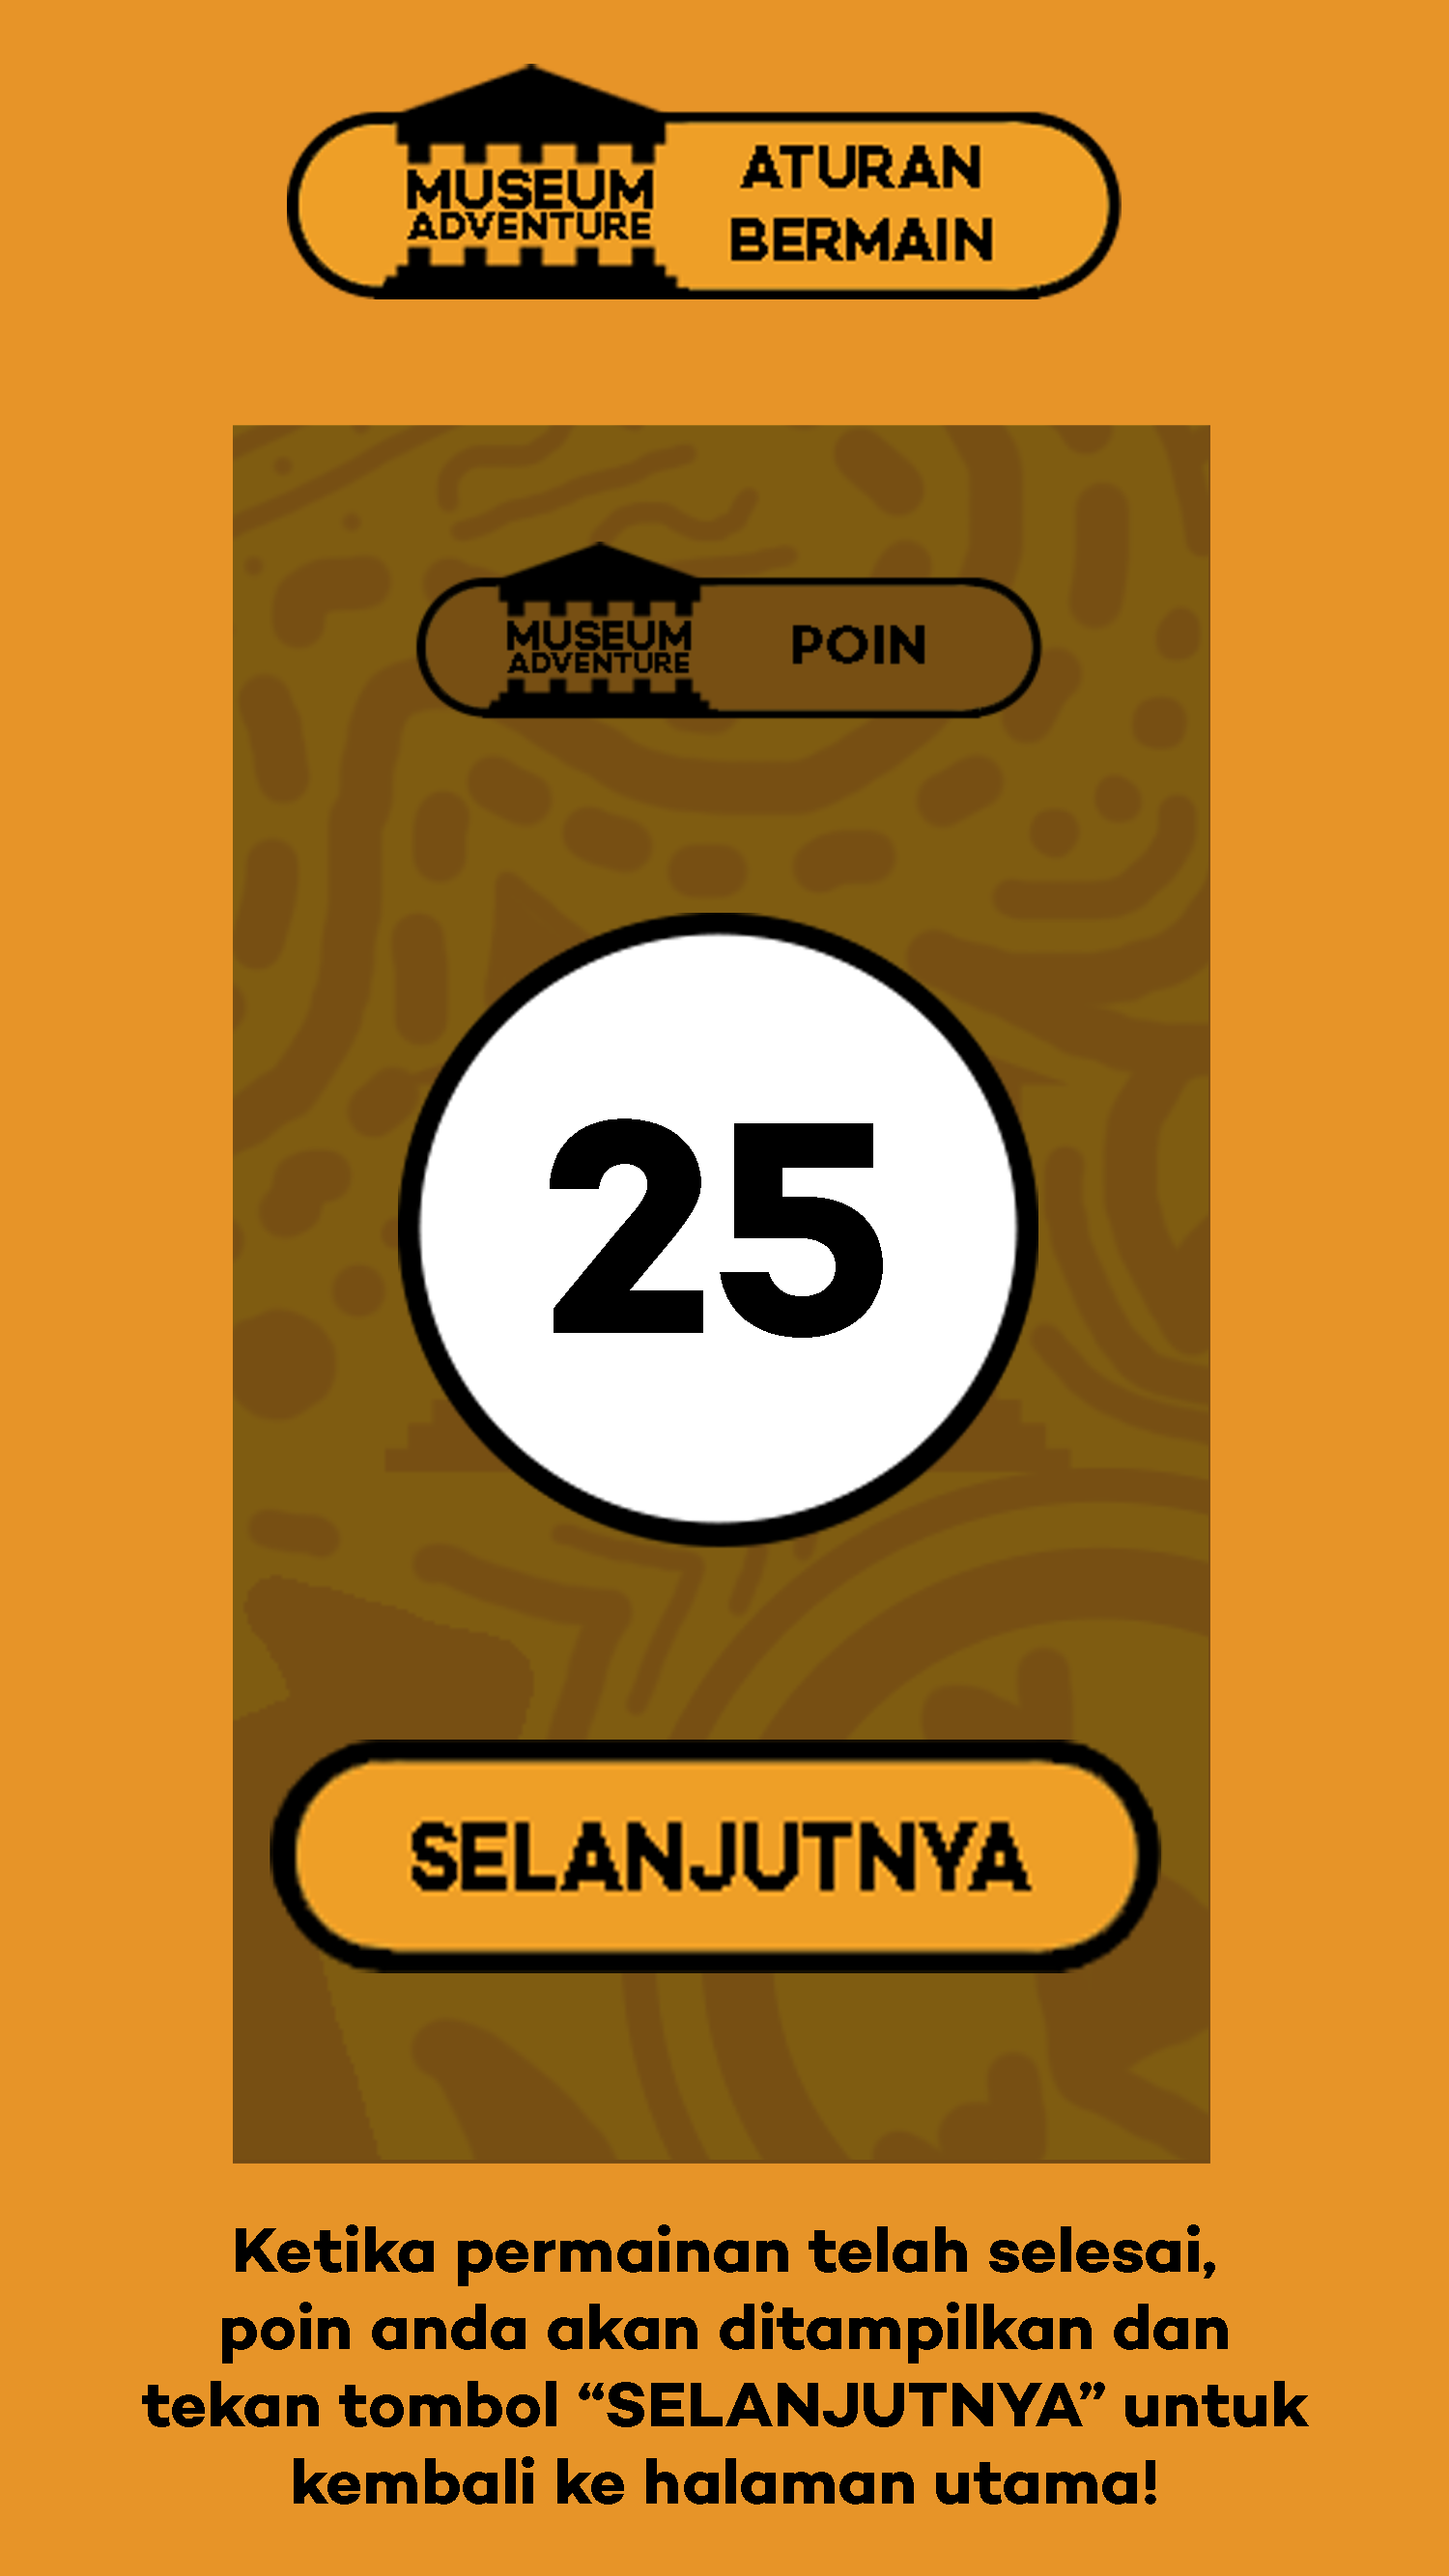 MUSEUM
ADVENTURE
ATURAN
BERMAIN
MUSEUM
ADVENTURE
POIN
25
SELANJUTNYA
Ketika permainan telah selesai,
poin anda akan ditampilkan dan
tekan tombol “SELANJUTNYA” untuk
kembali ke halaman utama!